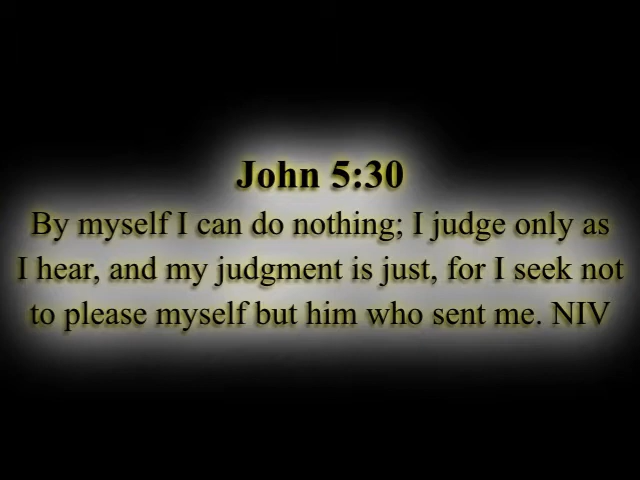 John 5:30
By myself I can do nothing; I judge only as
I hear, and my judgment is just, for I seek not
to please myself but him who sent me. NIV